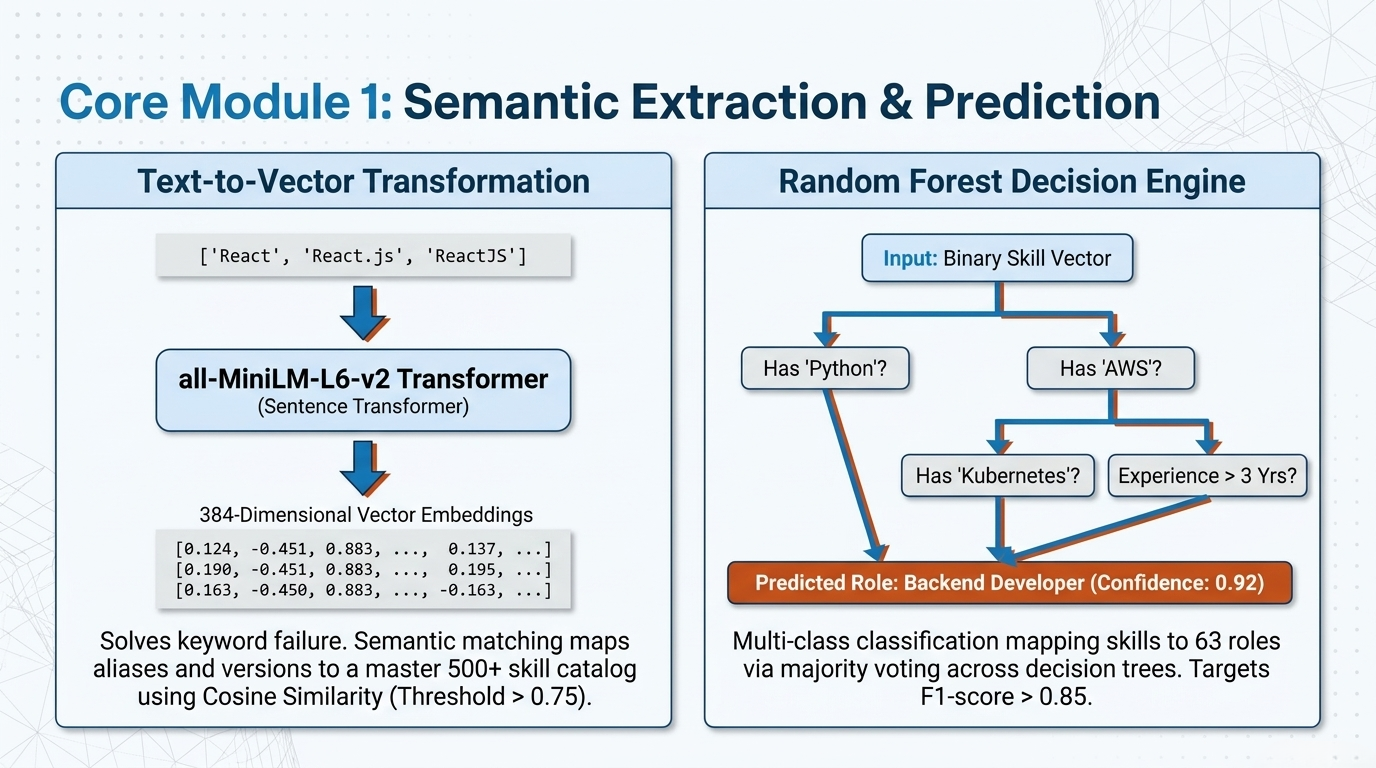 Core Module 1: Semantic Extraction & Prediction
Text-to-Vector Transformation
['React', 'React.js', 'ReactJS']
all-MiniLM-L6-v2 Transformer
(Sentence Transformer)
384-Dimensional Vector Embeddings
[0.124, -0.451, 0.883, ..., 0.137, ...]
[0.190, -0.451, 0.883, ..., 0.195, ...]
[0.163, -0.450, 0.883, ..., -0.163, ...]
Solves keyword failure. Semantic matching maps
aliases and versions to a master 500+ skill catalog
using Cosine Similarity (Threshold > 0.75).
Random Forest Decision Engine
Input: Binary Skill Vector
Has 'Python'?
Has 'AWS'?
Has 'Kubernetes'?
Experience > 3 Yrs?
Predicted Role: Backend Developer (Confidence: 0.92)
Multi-class classification mapping skills to 63 roles
via majority voting across decision trees. Targets
F1-score > 0.85.